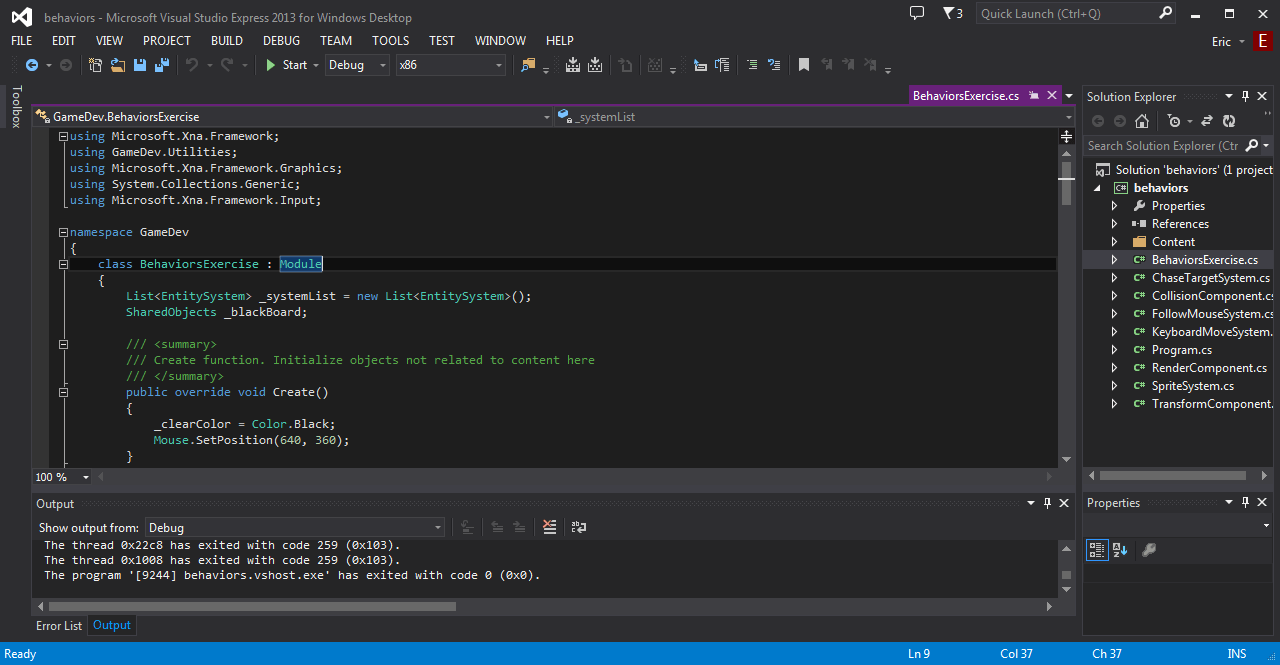 behaviors - Microsoft Visual Studio Express 2013 for Windows Desktop
3
Quick Launch (Ctrl+Q)
FILE EDIT VIEW PROJECT BUILD DEBUG TEAM TOOLS TEST WINDOW HELP
Eric E
Start Debug x86
Toolbox
BehaviorsExercise.cs
GameDev.BehaviorsExercise
_systemList
using Microsoft.Xna.Framework;
using GameDev.Utilities;
using Microsoft.Xna.Framework.Graphics;
using System.Collections.Generic;
using Microsoft.Xna.Framework.Input;
namespace GameDev
{
class BehaviorsExercise : Module
{
List<EntitySystem> _systemList = new List<EntitySystem>();
SharedObjects _blackBoard;
/// <summary>
/// Create function. Initialize objects not related to content here
/// </summary>
public override void Create()
{
_clearColor = Color.Black;
Mouse.SetPosition(640, 360);
}
100 %
Output
Show output from: Debug
The thread 0x22c8 has exited with code 259 (0x103).
The thread 0x1008 has exited with code 259 (0x103).
The program '[9244] behaviors.vshost.exe' has exited with code 0 (0x0).
Error List Output
Solution Explorer
Search Solution Explorer (Ctr
Solution 'behaviors' (1 project
C# behaviors
Properties
References
Content
C# BehaviorsExercise.cs
C# ChaseTargetSystem.cs
C# CollisionComponent.cs
C# FollowMouseSystem.cs
C# KeyboardMoveSystem.
C# Program.cs
C# RenderComponent.cs
C# SpriteSystem.cs
C# TransformComponent.
Properties
Ready
Ln 9
Col 37
Ch 37
INS